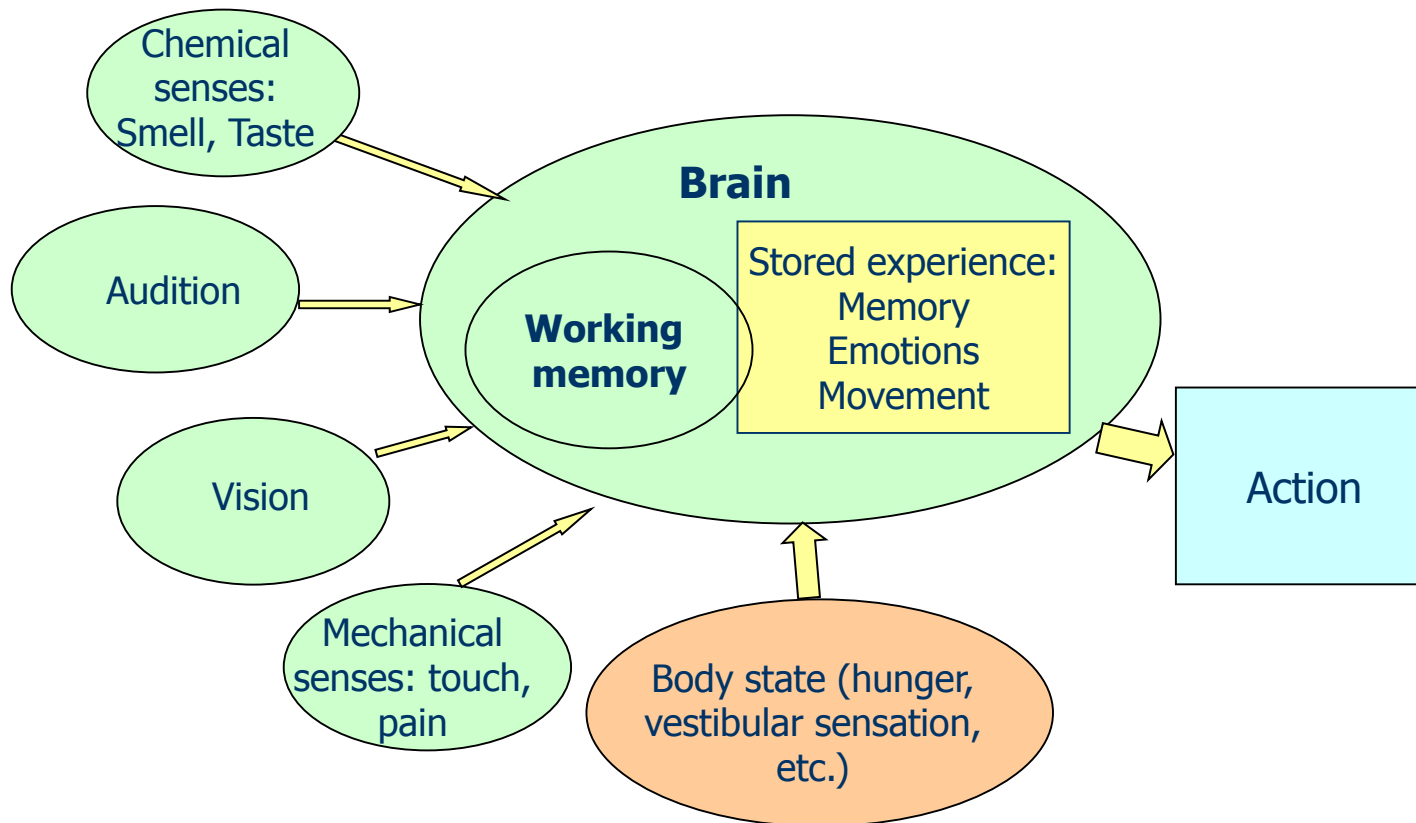 Chemical
senses:
Smell, Taste
Brain
Stored experience:
Memory
Emotions
Movement
Audition
Working
memory
Action
Vision
Mechanical
senses: touch,
pain
Body state (hunger,
vestibular sensation,
etc.)